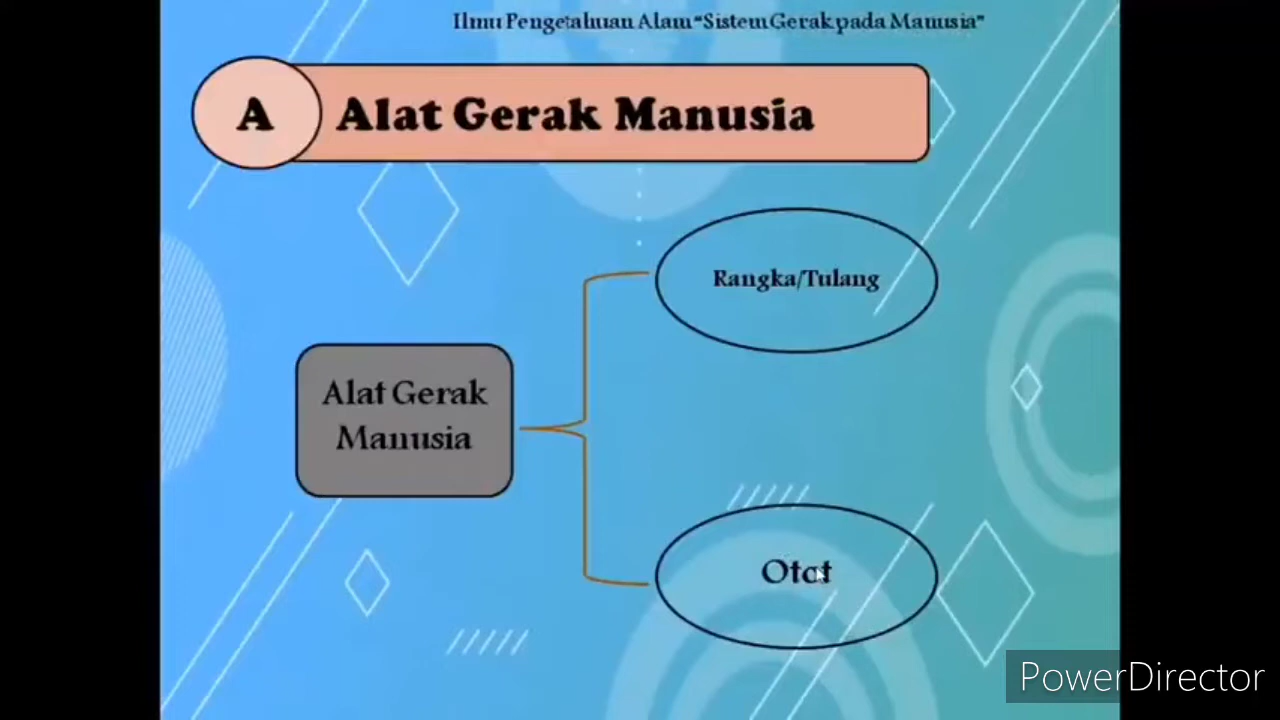 Ilmu Pengetahuan Alam "Sistem Gerak pada Manusia"
A Alat Gerak Manusia
Rangka/Tulang
Alat Gerak
Manusia
Otot
PowerDirector